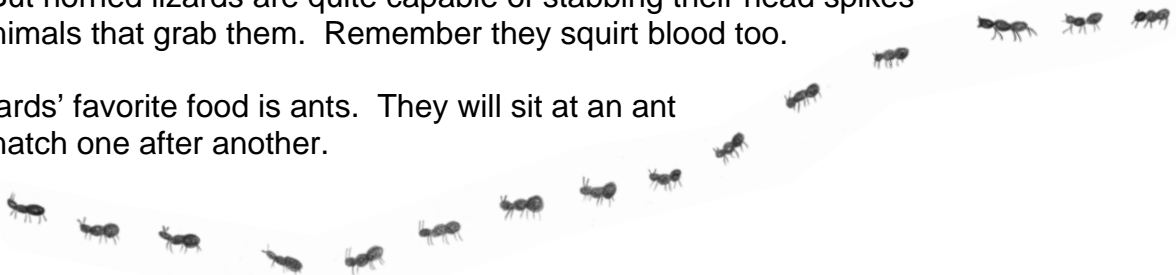 horned lizards are quite capable of stabbing their head spikes
nimals that grab them.  Remember they squirt blood too.
ards’ favorite food is ants.  They will sit at an ant
natch one after another.